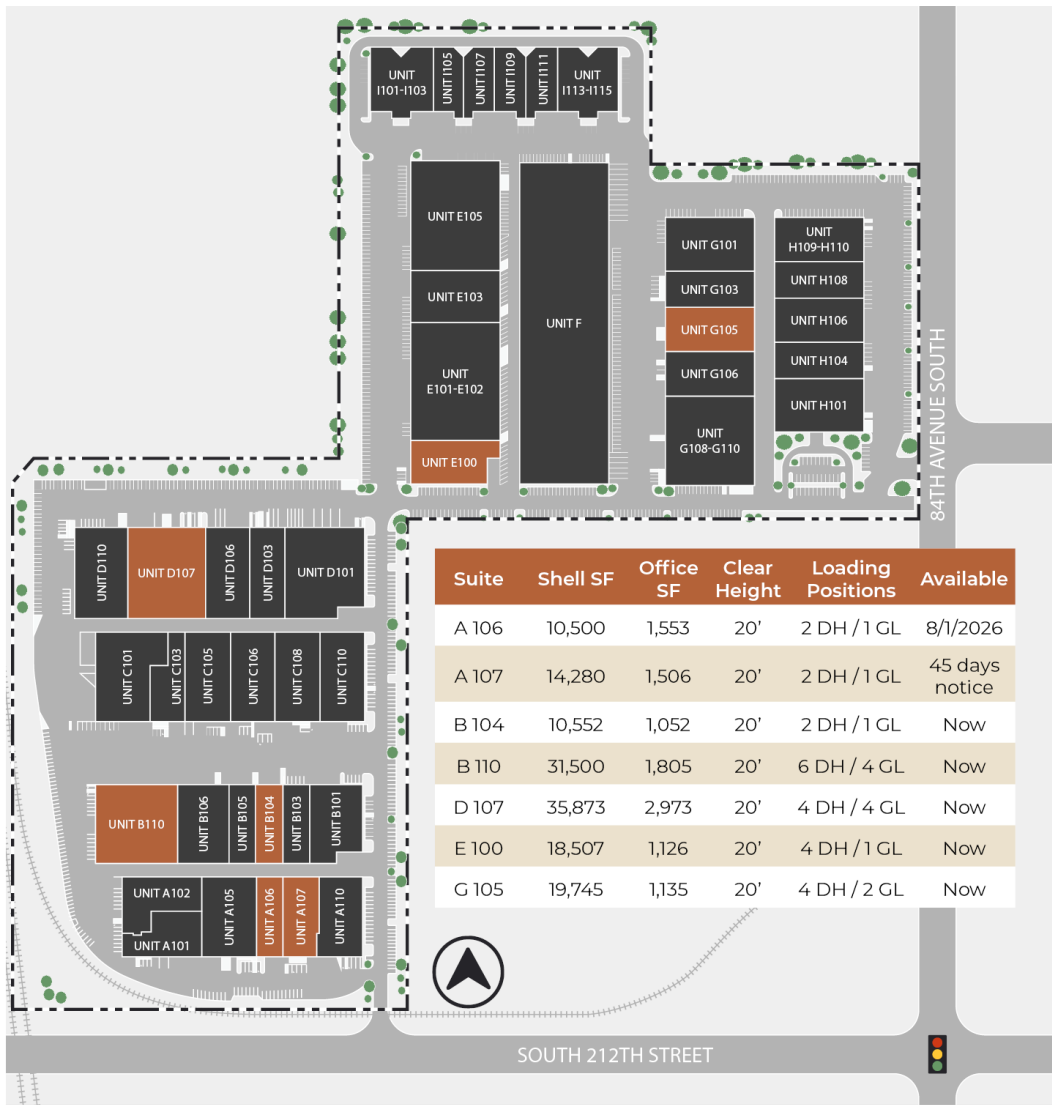 UNIT
I101-I103
UNIT I105
UNIT I107
UNIT I109
UNIT I111
UNIT
I113-I115
UNIT E105
UNIT E103
UNIT
E101-E102
UNIT E100
UNIT F
UNIT G101
UNIT G103
UNIT G105
UNIT G106
UNIT
G108-G110
UNIT
H109-H110
UNIT H108
UNIT H106
UNIT H104
UNIT H101
84TH AVENUE SOUTH
UNIT D110
UNIT D107
UNIT D106
UNIT D103
UNIT D101
UNIT C101
UNIT C103
UNIT C105
UNIT C106
UNIT C108
UNIT C110
UNIT B110
UNIT B106
UNIT B105
UNIT B104
UNIT B103
UNIT B101
UNIT A102
UNIT A101
UNIT A105
UNIT A106
UNIT A107
UNIT A110
Suite Shell SF Office SF Clear Height Loading Positions Available
A 106 10,500 1,553 20' 2 DH / 1 GL 8/1/2026
A 107 14,280 1,506 20' 2 DH / 1 GL 45 days notice
B 104 10,552 1,052 20' 2 DH / 1 GL Now
B 110 31,500 1,805 20' 6 DH / 4 GL Now
D 107 35,873 2,973 20' 4 DH / 4 GL Now
E 100 18,507 1,126 20' 4 DH / 1 GL Now
G 105 19,745 1,135 20' 4 DH / 2 GL Now
SOUTH 212TH STREET